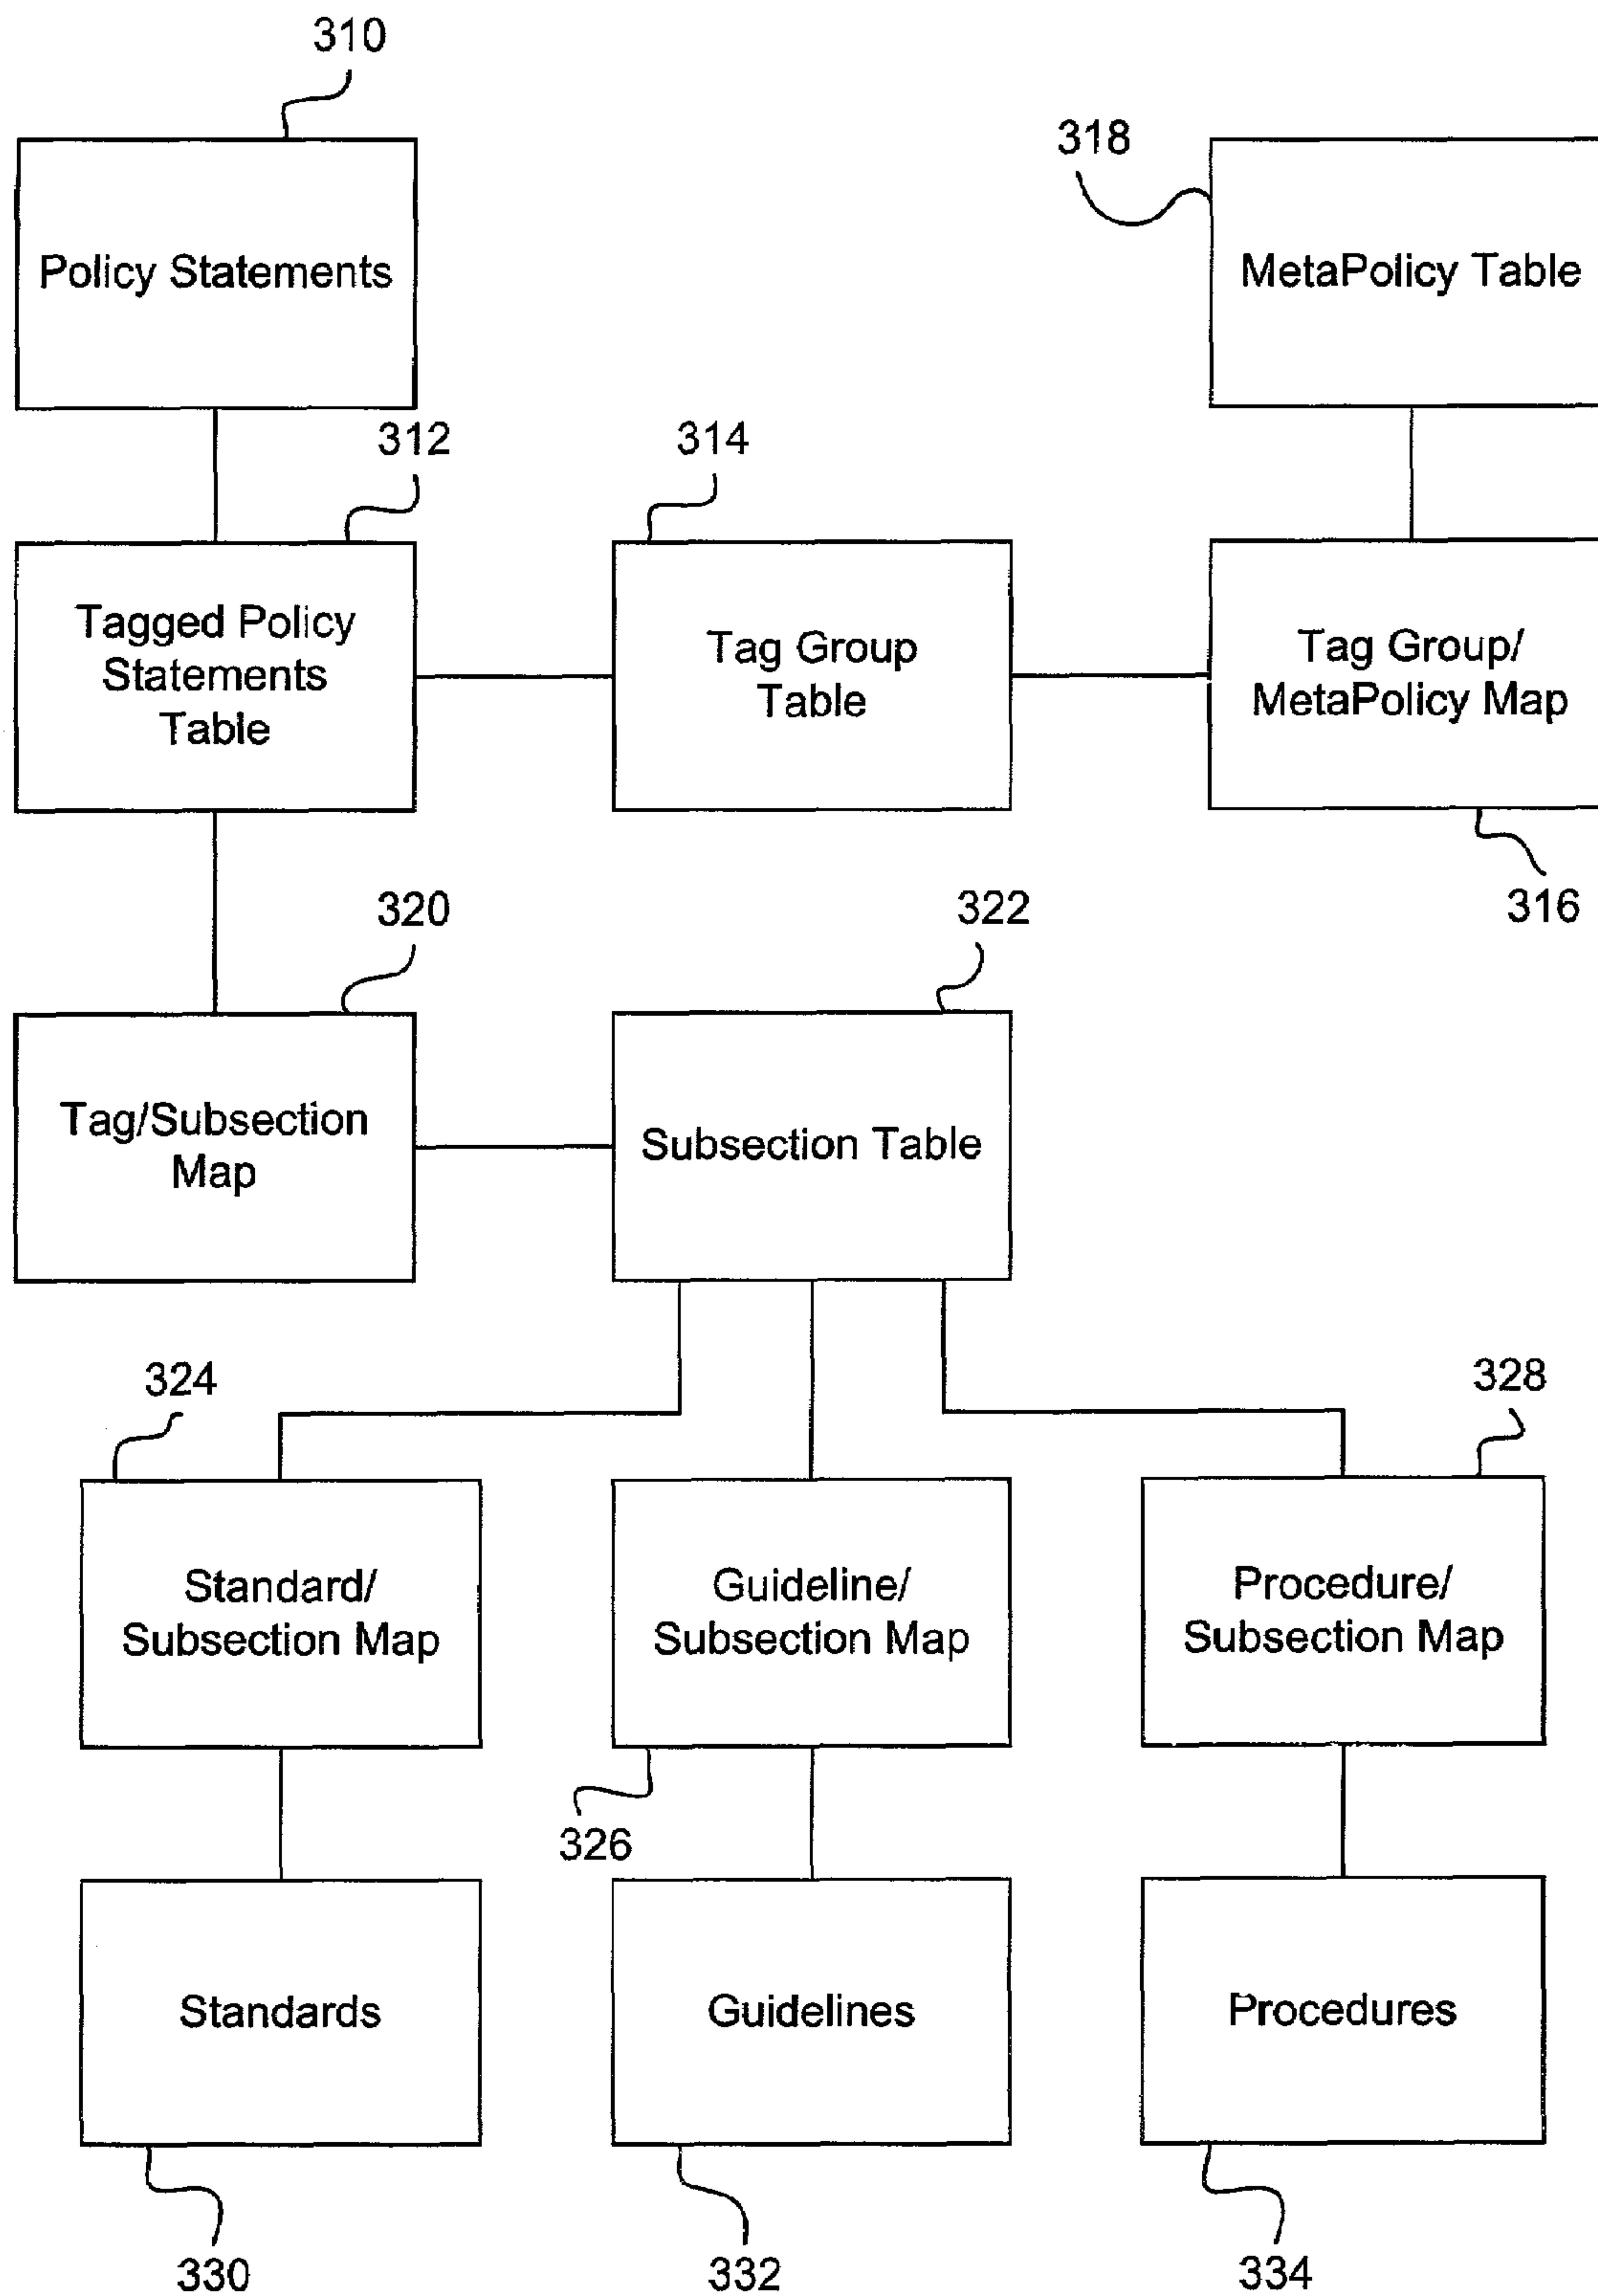 310
318
Policy Statements
MetaPolicy Table
312
314
Tagged Policy
Statements
Table
Tag Group
Table
Tag Group/
MetaPolicy Map
316
320
322
Tag/Subsection
Map
Subsection Table
324
328
Standard/
Subsection Map
Guideline/
Subsection Map
Procedure/
Subsection Map
326
Standards
Guidelines
Procedures
330
332
334